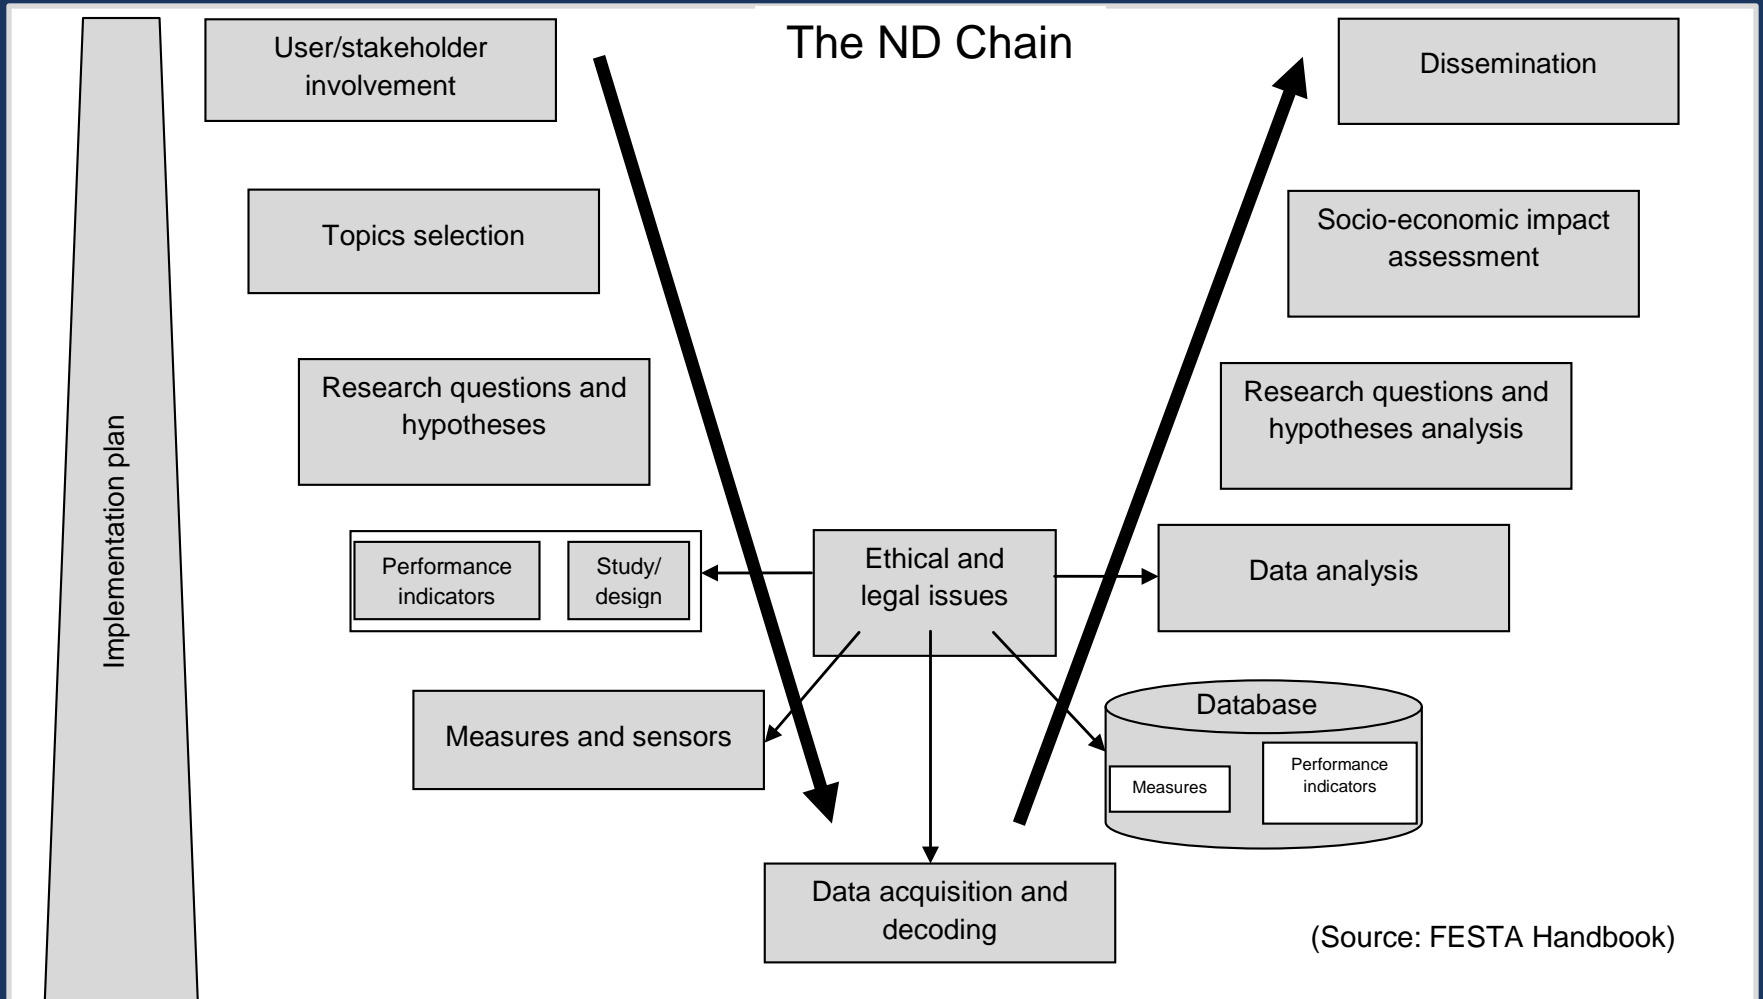 The ND Chain
User/stakeholder
involvement
Topics selection
Research questions and
hypotheses
Performance
indicators
Study/
design
Measures and sensors
Implementation plan
Ethical and
legal issues
Data acquisition and
decoding
Dissemination
Socio-economic impact
assessment
Research questions and
hypotheses analysis
Data analysis
Database
Measures
Performance
indicators
(Source: FESTA Handbook)